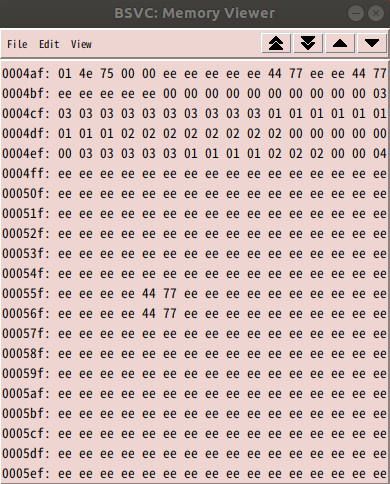 BSVC: Memory Viewer
File Edit View
0004af: 01 4e 75 00 00 ee ee ee ee ee 44 77 ee ee 44 77
0004bf: ee ee ee ee ee 00 00 00 00 00 00 00 00 00 00 03
0004cf: 03 03 03 03 03 03 03 03 03 03 01 01 01 01 01 01
0004df: 01 01 01 02 02 02 02 02 02 02 02 00 00 00 00 00
0004ef: 00 03 03 03 03 03 01 01 01 01 02 02 02 00 00 04
0004ff: ee ee ee ee ee ee ee ee ee ee ee ee ee ee ee ee
00050f: ee ee ee ee ee ee ee ee ee ee ee ee ee ee ee ee
00051f: ee ee ee ee ee ee ee ee ee ee ee ee ee ee ee ee
00052f: ee ee ee ee ee ee ee ee ee ee ee ee ee ee ee ee
00053f: ee ee ee ee ee ee ee ee ee ee ee ee ee ee ee ee
00054f: ee ee ee ee ee ee ee ee ee ee ee ee ee ee ee ee
00055f: ee ee ee ee 44 77 ee ee ee ee ee ee ee ee ee ee
00056f: ee ee ee ee 44 77 ee ee ee ee ee ee ee ee ee ee
00057f: ee ee ee ee ee ee ee ee ee ee ee ee ee ee ee ee
00058f: ee ee ee ee ee ee ee ee ee ee ee ee ee ee ee ee
00059f: ee ee ee ee ee ee ee ee ee ee ee ee ee ee ee ee
0005af: ee ee ee ee ee ee ee ee ee ee ee ee ee ee ee ee
0005bf: ee ee ee ee ee ee ee ee ee ee ee ee ee ee ee ee
0005cf: ee ee ee ee ee ee ee ee ee ee ee ee ee ee ee ee
0005df: ee ee ee ee ee ee ee ee ee ee ee ee ee ee ee ee
0005ef: ee ee ee ee ee ee ee ee ee ee ee ee ee ee ee ee